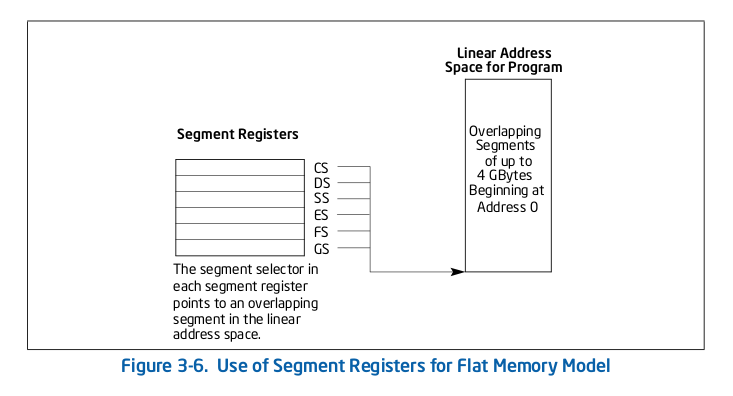 Linear Address
Space for Program
Overlapping
Segments
of up to
4 GBytes
Beginning at
Address 0
Segment Registers
CS
DS
SS
ES
FS
GS
The segment selector in
each segment register
points to an overlapping
segment in the linear
address space.
Figure 3-6. Use of Segment Registers for Flat Memory Model